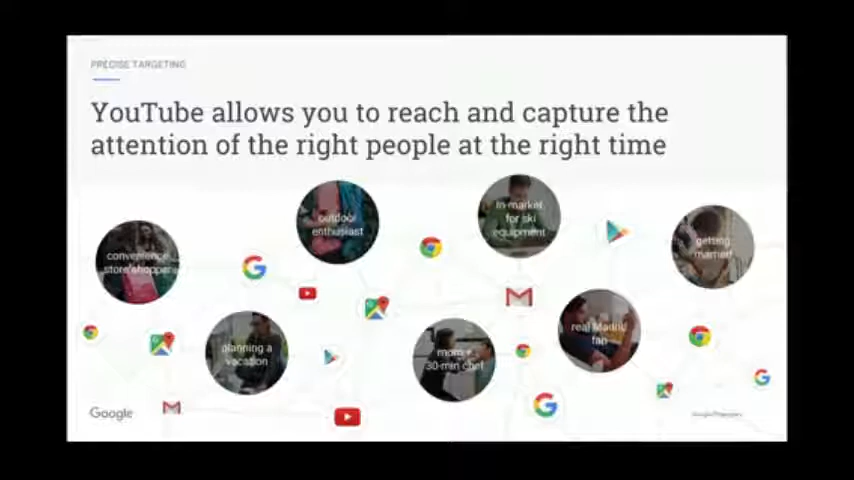 PRECISE TARGETING
YouTube allows you to reach and capture the
attention of the right people at the right time
convenience
store shopper
outdoor
enthusiast
In-market
for ski
equipment
getting
married
planning a
vacation
mom +
30-min chef
real Madrid
fan
Google